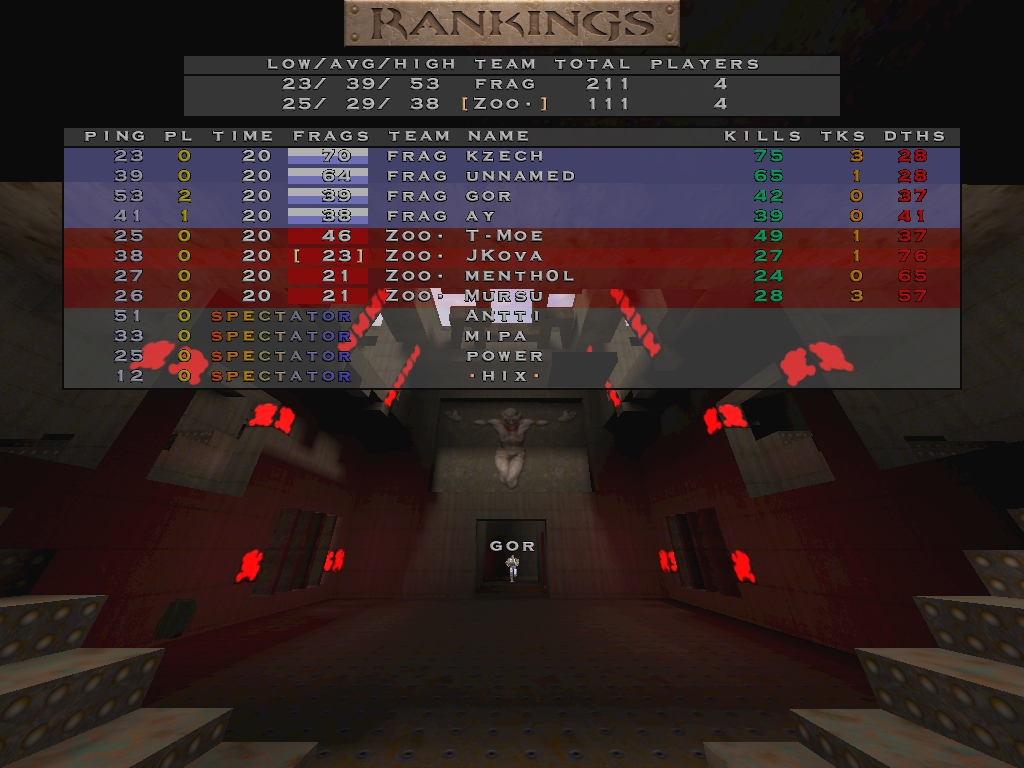 RANKINGS
LOW/AVG/HIGH TEAM TOTAL PLAYERS
23/ 39/ 53 FRAG 211 4
25/ 29/ 38 [ZOO·] 111 4
PING PL TIME FRAGS TEAM NAME KILLS TKS DTHS
23 0 20 70 FRAG KZECH 75 3 28
39 0 20 64 FRAG UNNAMED 65 1 28
53 2 20 39 FRAG GOR 42 0 37
41 1 20 38 FRAG AY 39 0 41
25 0 20 46 ZOO· T-MOE 49 1 37
38 0 20 [ 23] ZOO· JKOVA 27 1 76
27 0 20 21 ZOO· MENTH0L 24 0 65
26 0 20 21 ZOO· MURSU 28 3 57
51 0 SPECTATOR ANTTI
33 0 SPECTATOR MIPA
25 0 SPECTATOR POWER
12 0 SPECTATOR ·HIX·
GOR